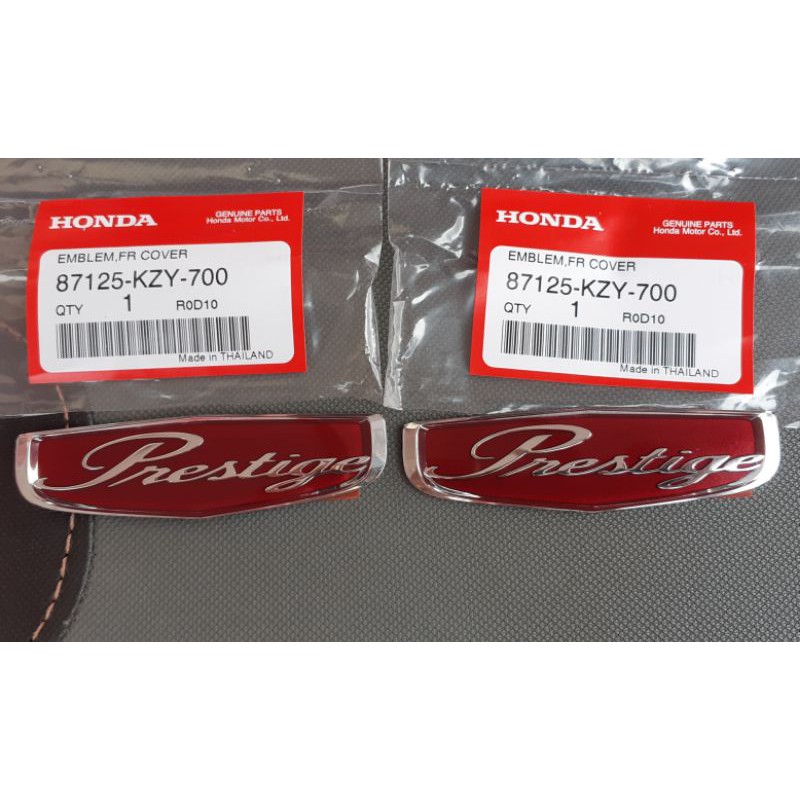 HONDA
GENUINE PARTS
Honda Motor Co., Ltd.
EMBLEM,FR COVER
87125-KZY-700
QTY 1 R0D10
Made in THAILAND
HONDA
GENUINE PARTS
Honda Motor Co., Ltd.
EMBLEM,FR COVER
87125-KZY-700
QTY 1 R0D10
Made in THAILAND
Prestige
Prestige